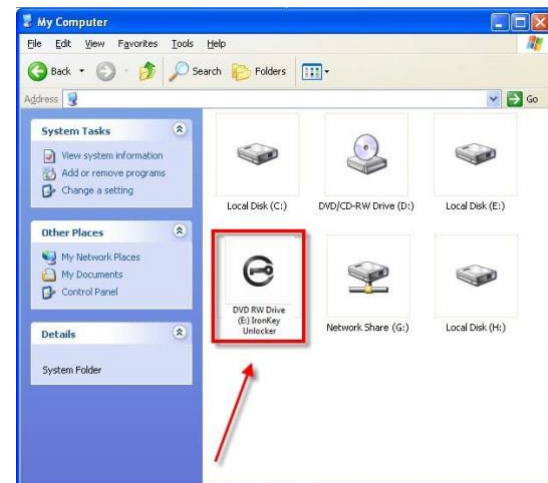 My Computer
File Edit View Favorites Tools Help
Back Search Folders
Address Go
System Tasks
View system information
Add or remove programs
Change a setting
Other Places
My Network Places
My Documents
Control Panel
Details
System Folder
Local Disk (C:) DVD/CD-RW Drive (D:) Local Disk (E:)
DVD RW Drive
(E:) IronKey
Unlocker
Network Share (G:) Local Disk (H:)